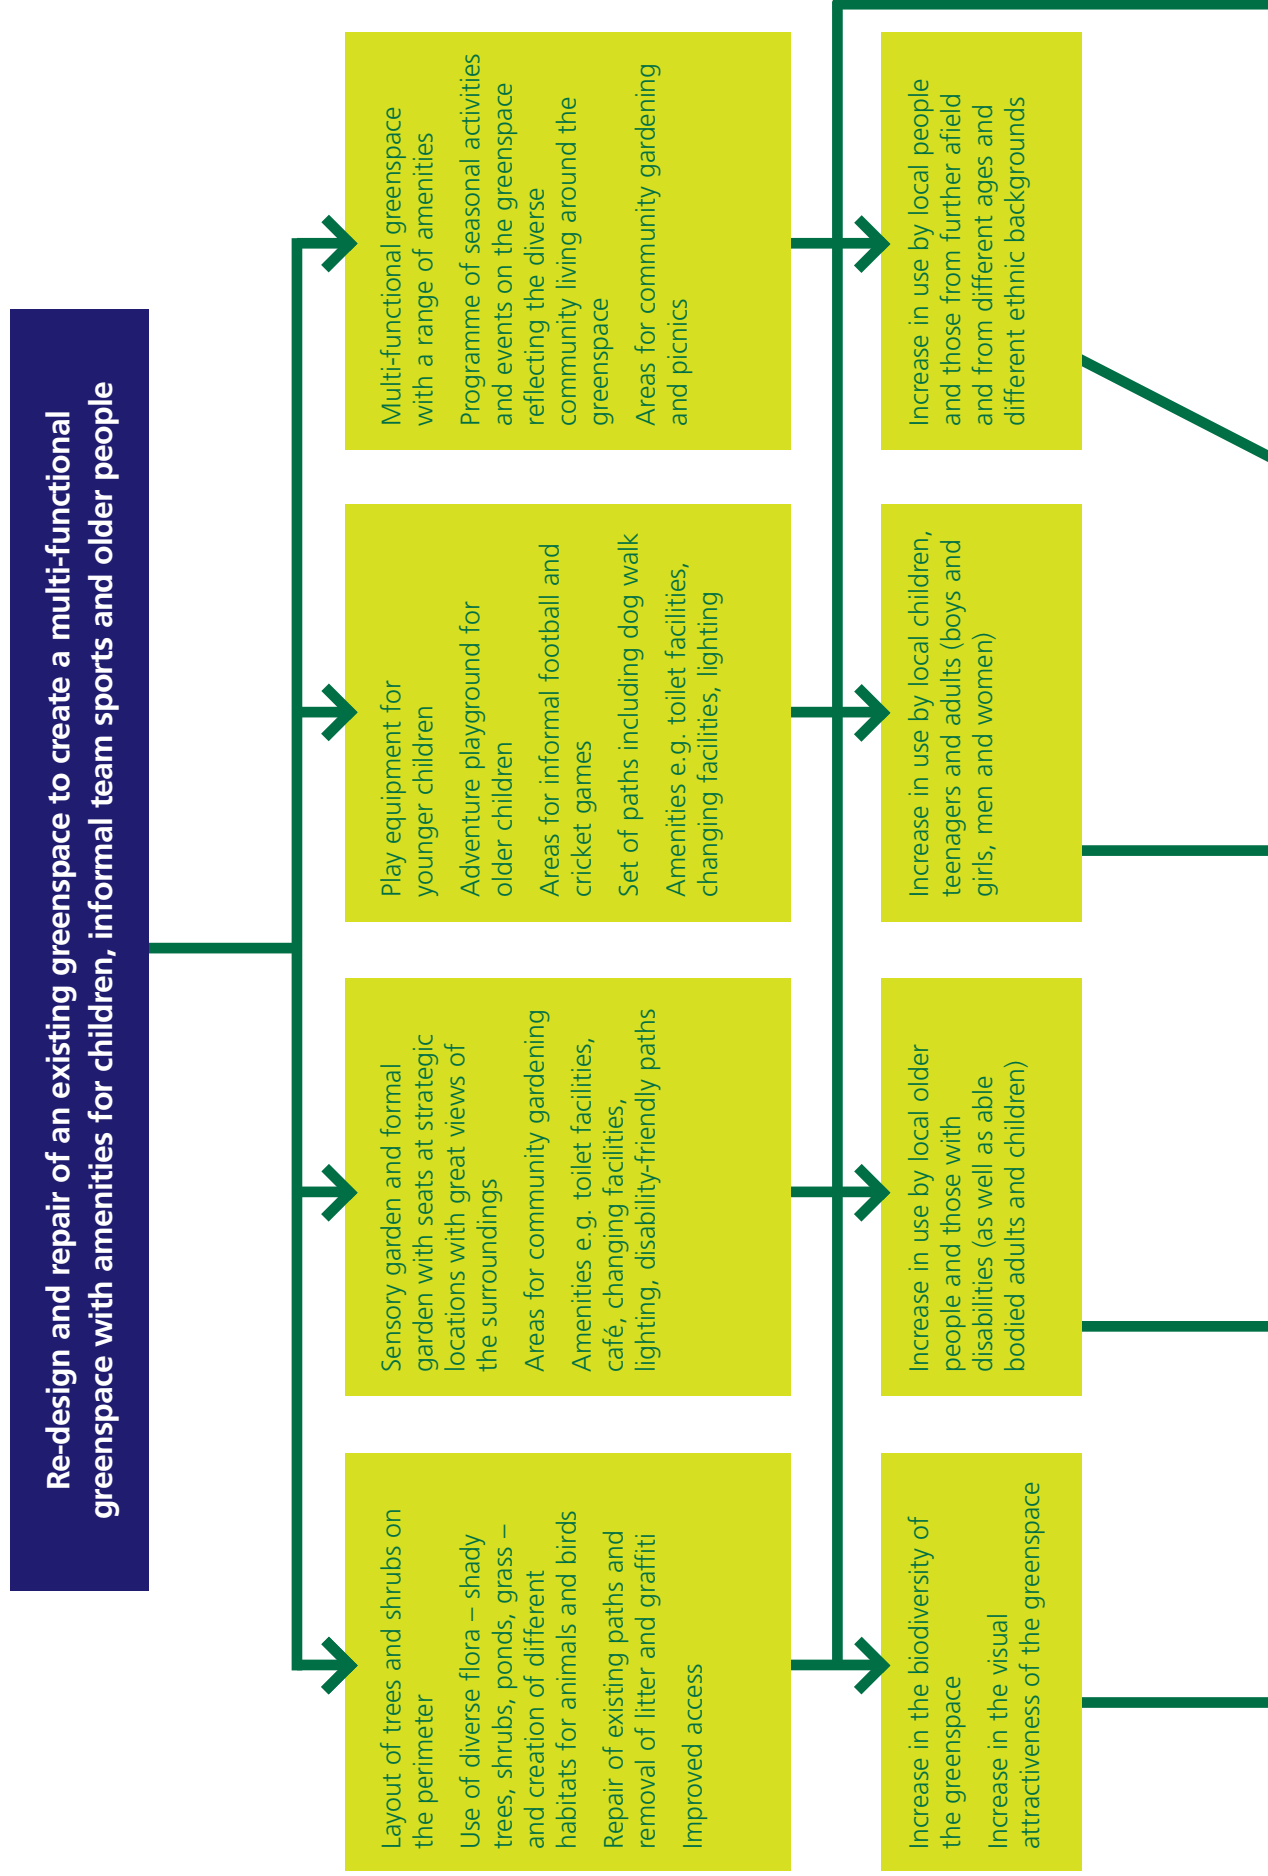 Re-design and repair of an existing greenspace to create a multi-functional
greenspace with amenities for children, informal team sports and older people
Layout of trees and shrubs on
the perimeter
Use of diverse flora – shady
trees, shrubs, ponds, grass –
and creation of different
habitats for animals and birds
Repair of existing paths and
removal of litter and graffiti
Improved access
Sensory garden and formal
garden with seats at strategic
locations with great views of
the surroundings
Areas for community gardening
Amenities e.g. toilet facilities,
café, changing facilities,
lighting, disability-friendly paths
Play equipment for
younger children
Adventure playground for
older children
Areas for informal football and
cricket games
Set of paths including dog walk
Amenities e.g. toilet facilities,
changing facilities, lighting
Multi-functional greenspace
with a range of amenities
Programme of seasonal activities
and events on the greenspace
reflecting the diverse
community living around the
greenspace
Areas for community gardening
and picnics
Increase in the biodiversity of
the greenspace
Increase in the visual
attractiveness of the greenspace
Increase in use by local older
people and those with
disabilities (as well as able
bodied adults and children)
Increase in use by local children,
teenagers and adults (boys and
girls, men and women)
Increase in use by local people
and those from further afield
and from different ages and
different ethnic backgrounds